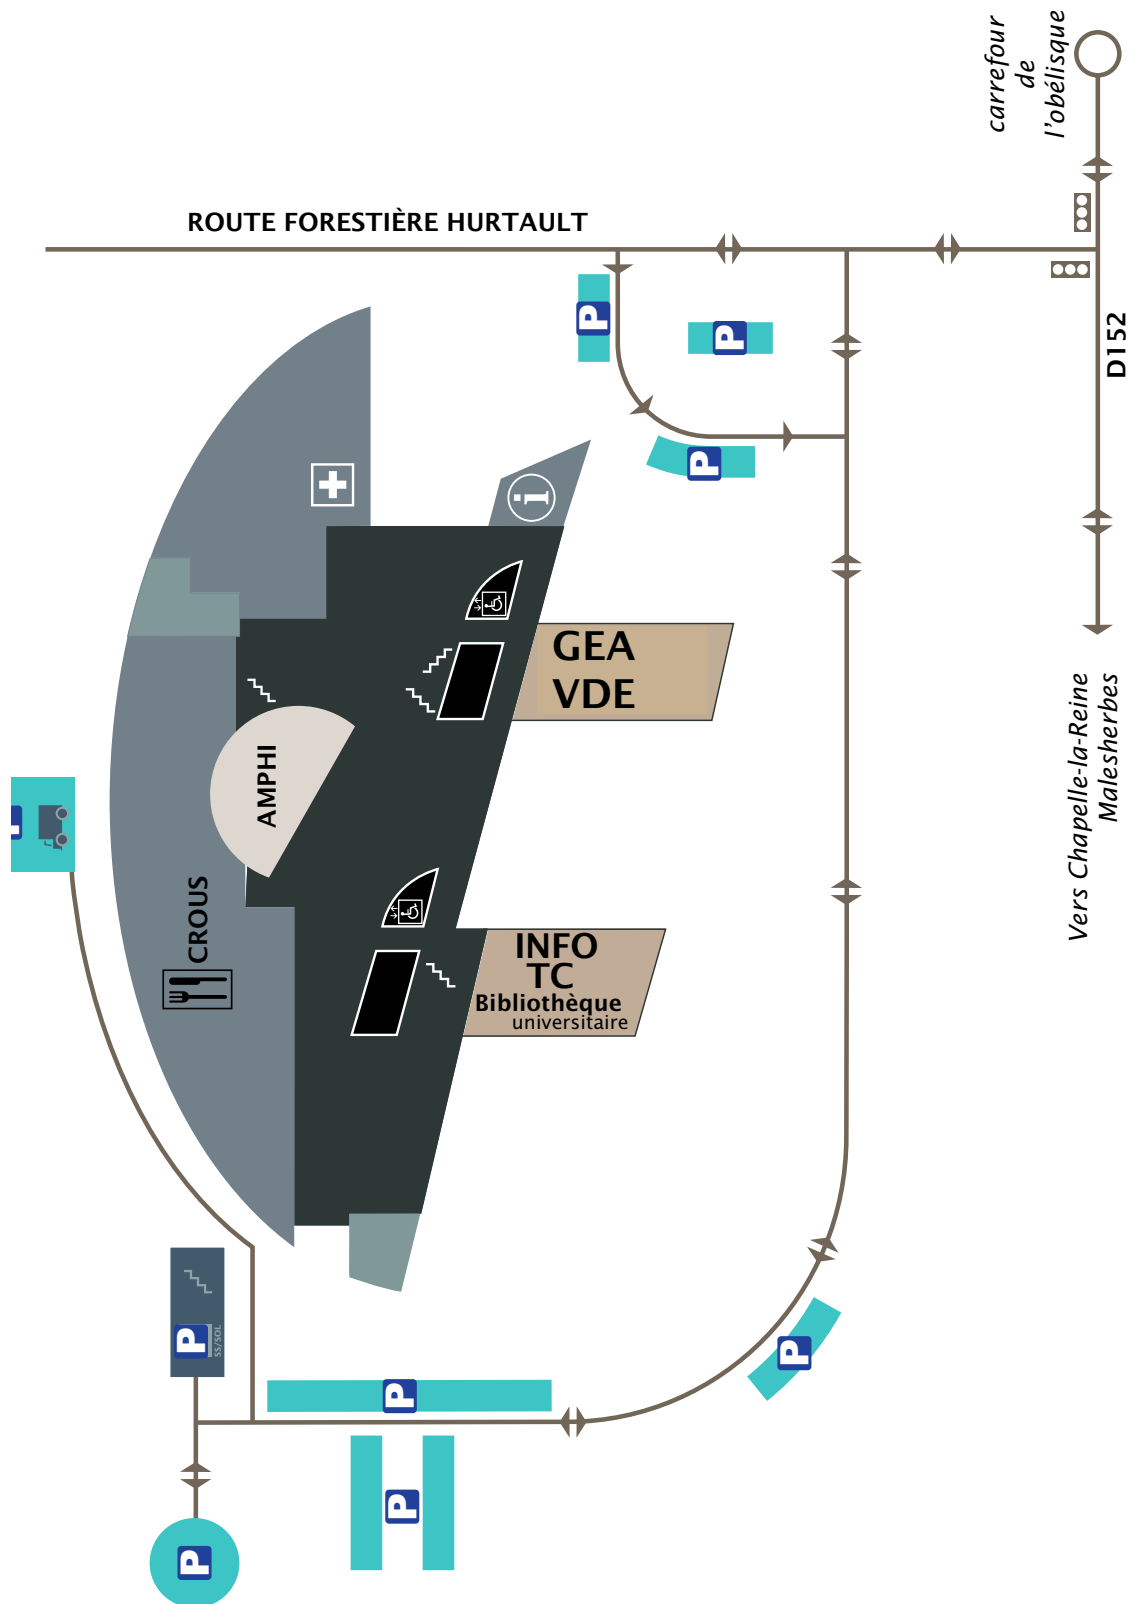 carrefour
de
l'obélisque
ROUTE FORESTIÈRE HURTAULT
P
P
D152
P
i
GEA
VDE
Vers Chapelle-la-Reine
Malesherbes
AMPHI
P
CROUS
INFO
TC
Bibliothèque
universitaire
P
SS/SOL
P
P
P
P